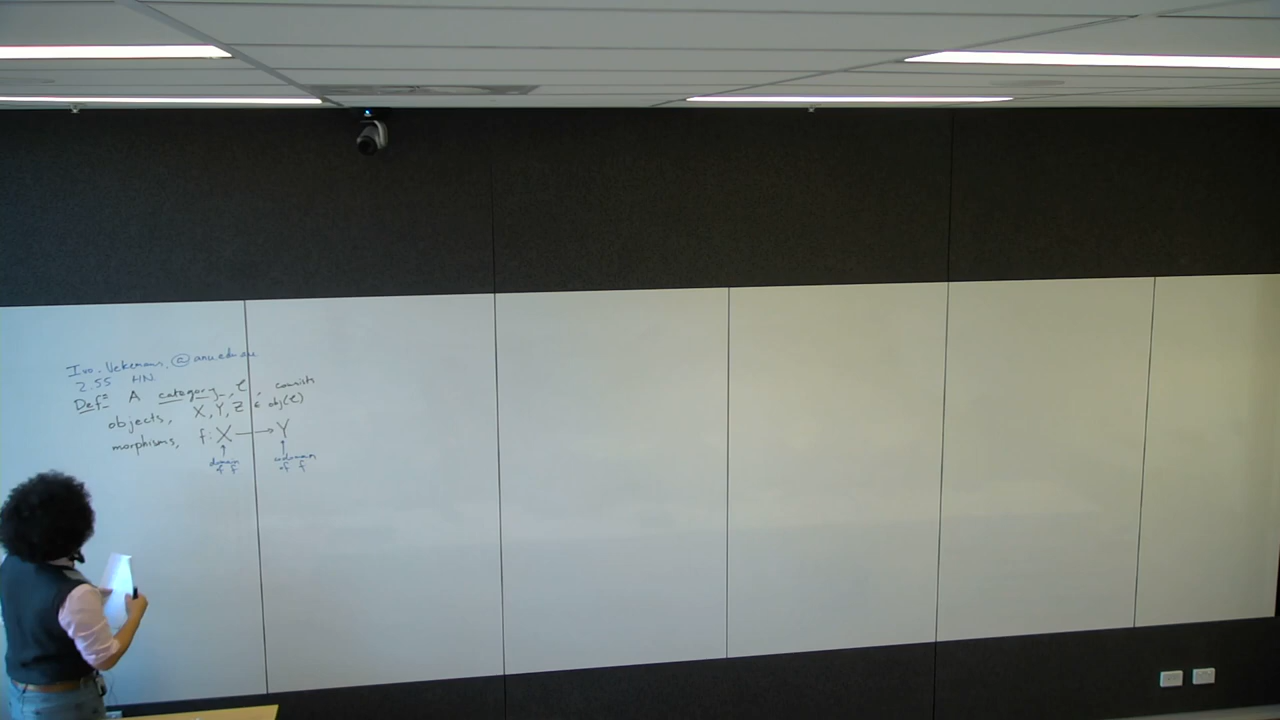 Ivo.Vekemans.@anu.edu.au
2.55 HN.
Defⁿ A category, C, consists
objects, X, Y, Z ∈ obj(C)
morphisms, f: X → Y
↑ ↑
domain codomain
of f of f